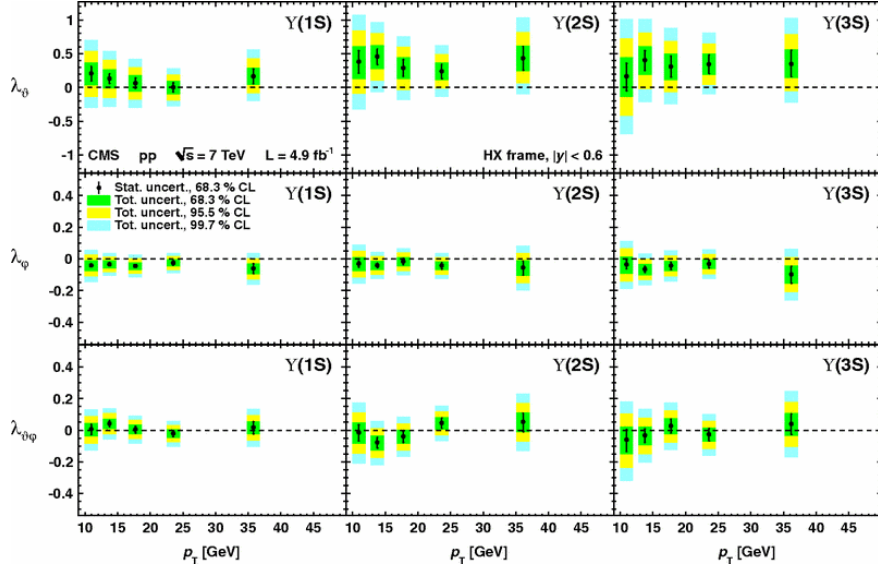 ϒ(1S) ϒ(2S) ϒ(3S)
1
0.5
λϑ 0
-0.5
-1
CMS pp √s = 7 TeV L = 4.9 fb⁻¹ HX frame, |y| < 0.6
ϒ(1S) ϒ(2S) ϒ(3S)
Stat. uncert., 68.3 % CL
Tot. uncert., 68.3 % CL
Tot. uncert., 95.5 % CL
Tot. uncert., 99.7 % CL
0.4
0.2
λφ 0
-0.2
-0.4
ϒ(1S) ϒ(2S) ϒ(3S)
0.4
0.2
λϑφ 0
-0.2
-0.4
10 15 20 25 30 35 40 45 10 15 20 25 30 35 40 45 10 15 20 25 30 35 40 45
pT [GeV] pT [GeV] pT [GeV]